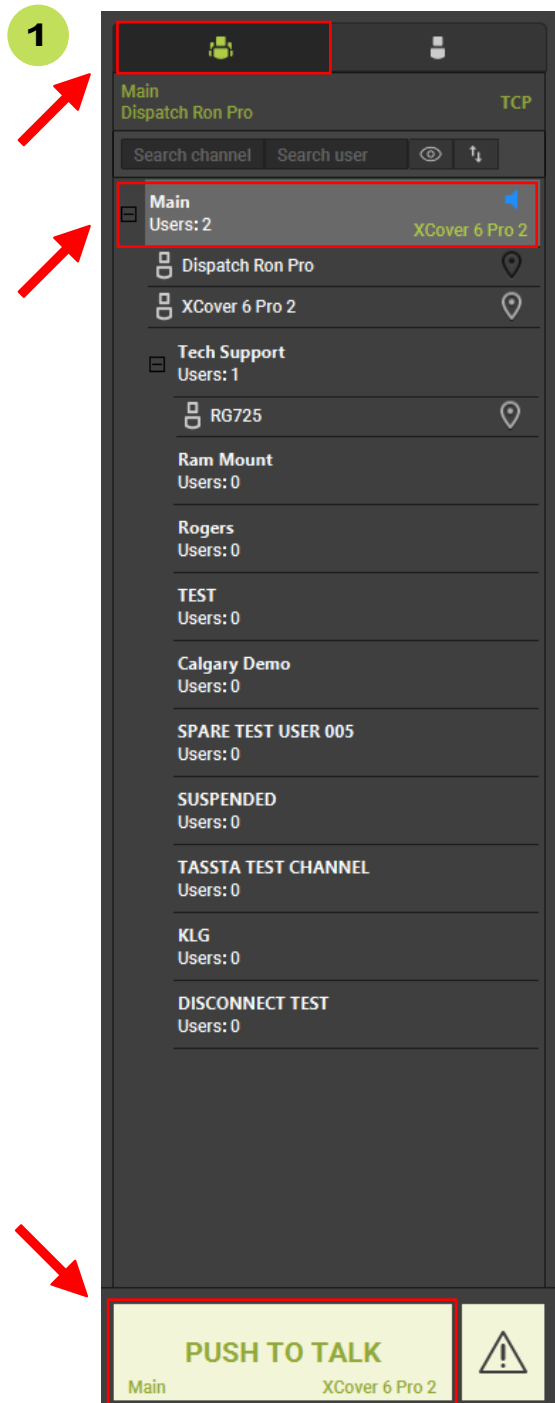 1
Main
Dispatch Ron Pro
TCP
Search channel Search user
Main
Users: 2
XCover 6 Pro 2
Dispatch Ron Pro
XCover 6 Pro 2
Tech Support
Users: 1
RG725
Ram Mount
Users: 0
Rogers
Users: 0
TEST
Users: 0
Calgary Demo
Users: 0
SPARE TEST USER 005
Users: 0
SUSPENDED
Users: 0
TASSTA TEST CHANNEL
Users: 0
KLG
Users: 0
DISCONNECT TEST
Users: 0
PUSH TO TALK
Main XCover 6 Pro 2